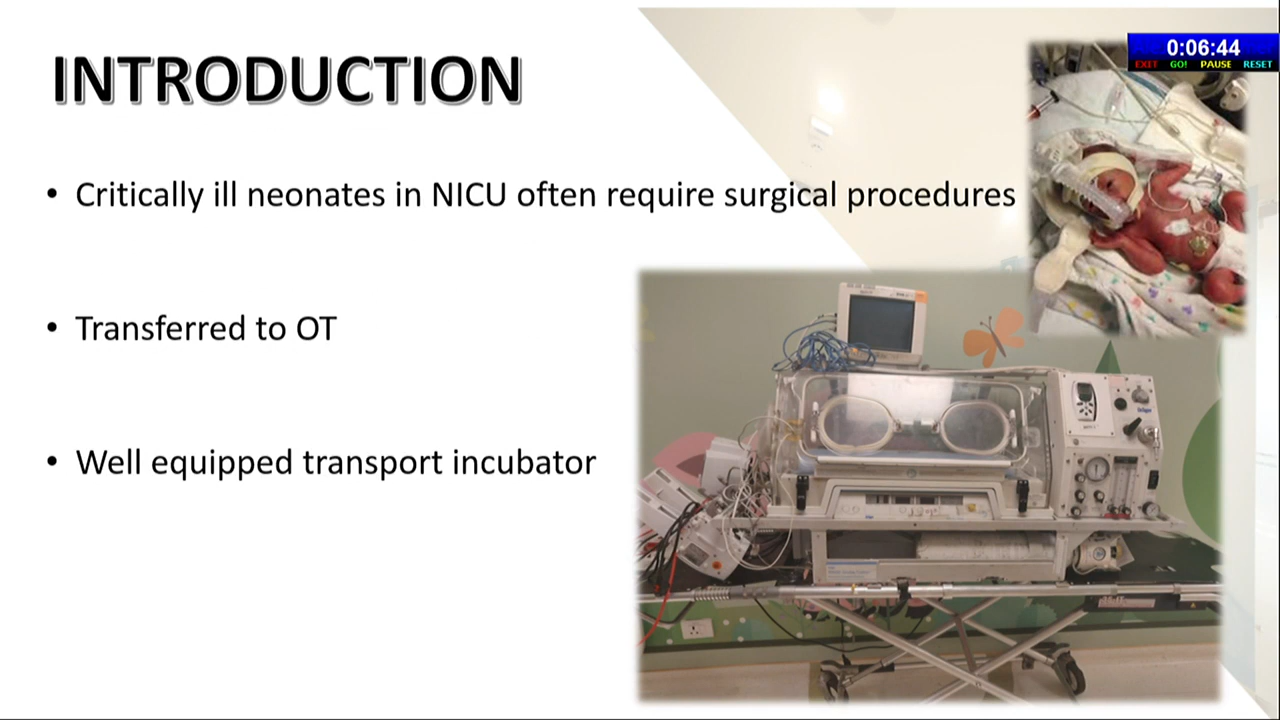 INTRODUCTION
0:06:44
EXIT GO! PAUSE RESET
• Critically ill neonates in NICU often require surgical procedures
• Transferred to OT
• Well equipped transport incubator